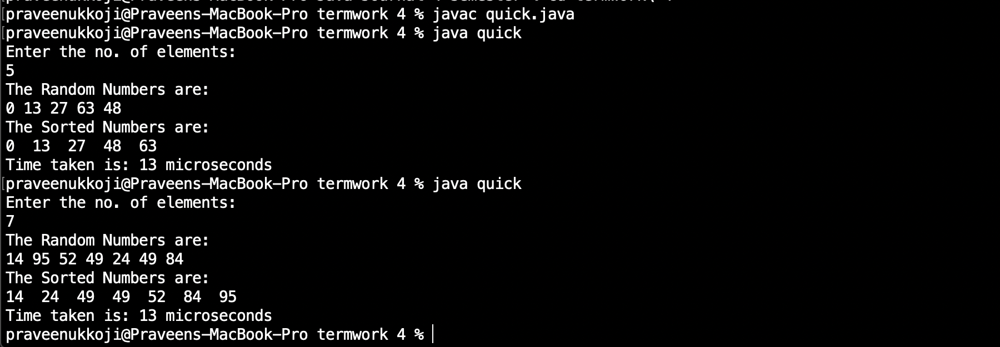 praveenukkoji@Praveens-MacBook-Pro termwork 4 % javac quick.java
praveenukkoji@Praveens-MacBook-Pro termwork 4 % java quick
Enter the no. of elements:
5
The Random Numbers are:
0 13 27 63 48
The Sorted Numbers are:
0  13  27  48  63
Time taken is: 13 microseconds
praveenukkoji@Praveens-MacBook-Pro termwork 4 % java quick
Enter the no. of elements:
7
The Random Numbers are:
14 95 52 49 24 49 84
The Sorted Numbers are:
14  24  49  49  52  84  95
Time taken is: 13 microseconds
praveenukkoji@Praveens-MacBook-Pro termwork 4 %